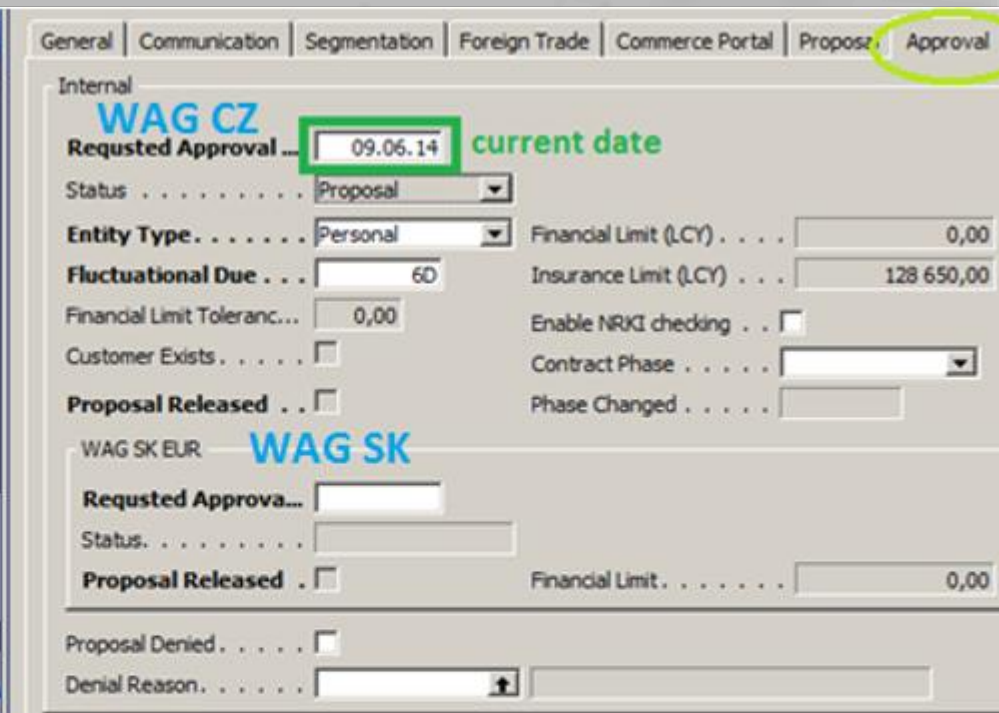 General Communication Segmentation Foreign Trade Commerce Portal Proposal Approval
Internal
WAG CZ
Requsted Approval ... 09.06.14 current date
Status . . . . . . . . . Proposal
Entity Type. . . . . . . Personal Financial Limit (LCY) . . . . 0,00
Fluctuational Due . . . 6D Insurance Limit (LCY) . . . 128 650,00
Financial Limit Toleranc... 0,00 Enable NRKI checking . .
Customer Exists . . . . . Contract Phase . . . . .
Proposal Released . . Phase Changed . . . . .
WAG SK EUR WAG SK
Requsted Approva...
Status. . . . . . . . .
Proposal Released . Financial Limit. . . . . . . 0,00
Proposal Denied . . . . .
Denial Reason. . . . . .